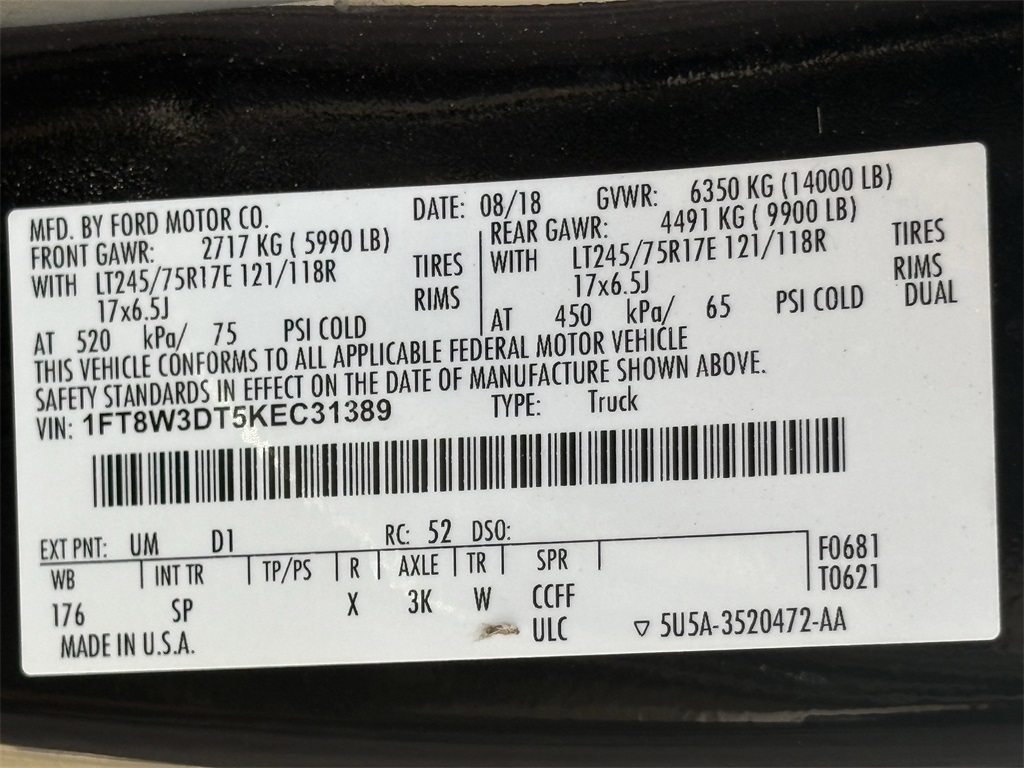 MFD. BY FORD MOTOR CO. DATE: 08/18 GVWR: 6350 KG (14000 LB)
FRONT GAWR: 2717 KG ( 5990 LB) REAR GAWR: 4491 KG ( 9900 LB)
WITH LT245/75R17E 121/118R TIRES WITH LT245/75R17E 121/118R TIRES
17x6.5J RIMS 17x6.5J RIMS
AT 520 kPa/ 75 PSI COLD AT 450 kPa/ 65 PSI COLD DUAL
THIS VEHICLE CONFORMS TO ALL APPLICABLE FEDERAL MOTOR VEHICLE
SAFETY STANDARDS IN EFFECT ON THE DATE OF MANUFACTURE SHOWN ABOVE.
VIN: 1FT8W3DT5KEC31389 TYPE: Truck
EXT PNT: UM D1 RC: 52 DSO:
WB INT TR TP/PS R AXLE TR SPR F0681
176 SP X 3K W CCFF T0621
MADE IN U.S.A. ULC ▽ 5U5A-3520472-AA